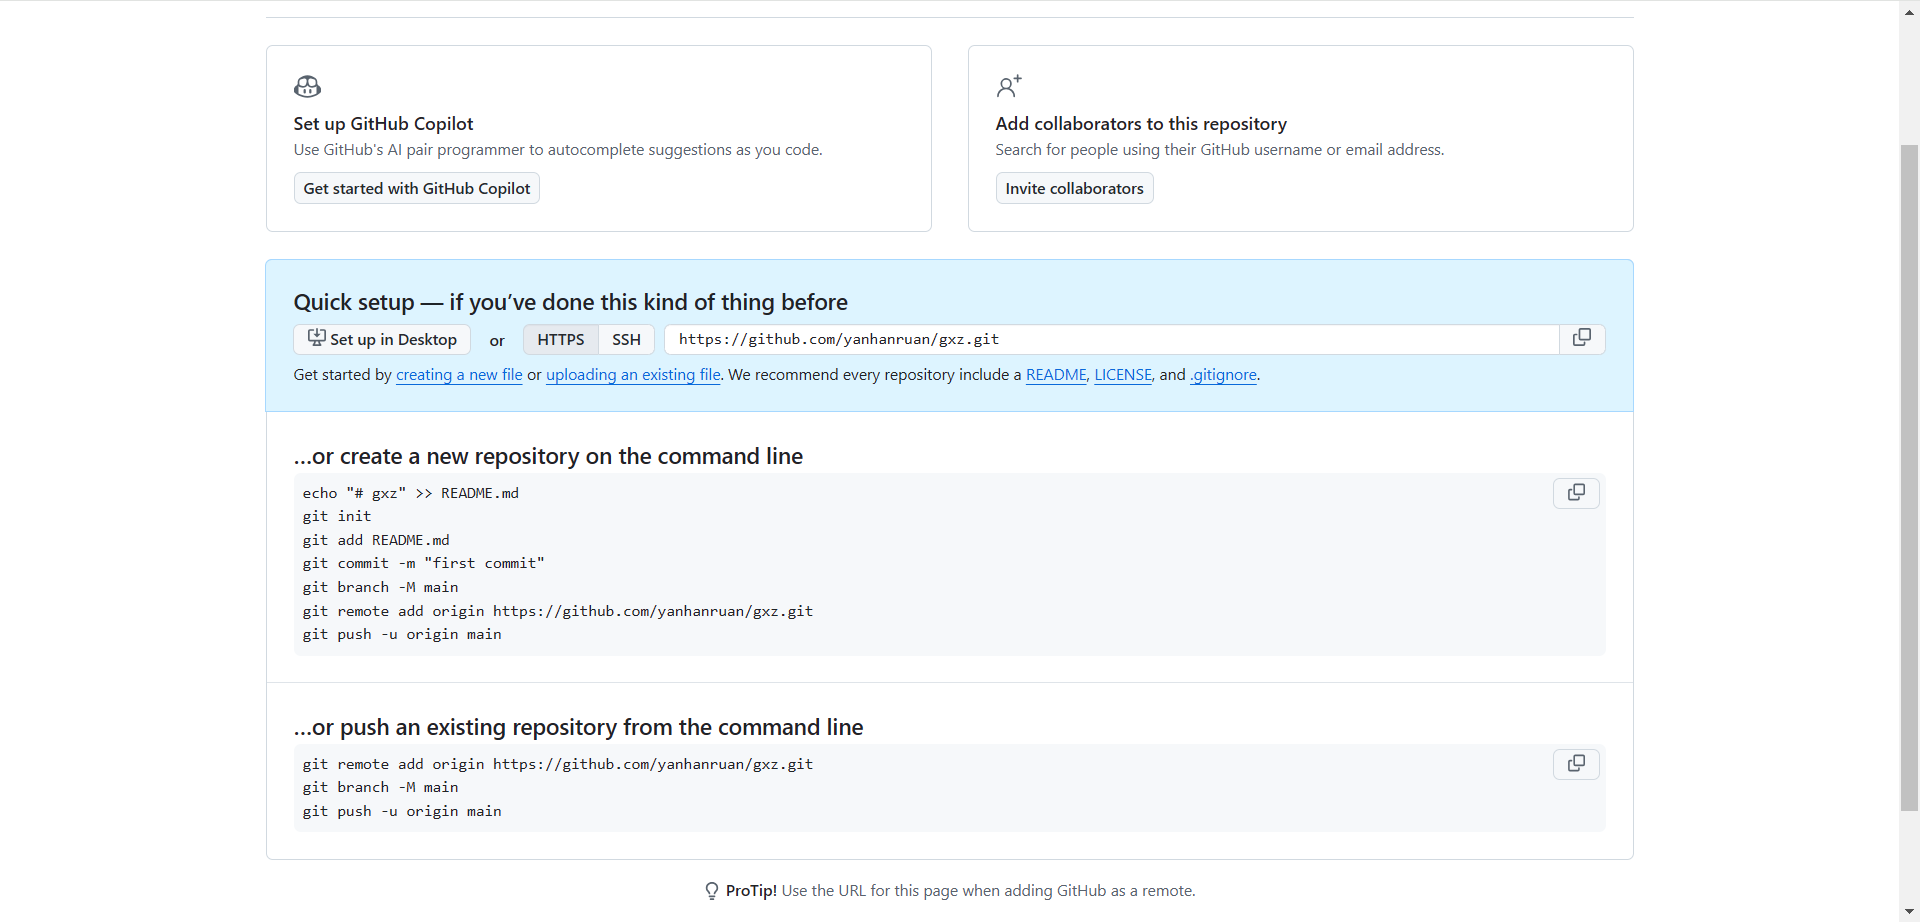 Set up GitHub Copilot
Use GitHub's AI pair programmer to autocomplete suggestions as you code.
Get started with GitHub Copilot
Add collaborators to this repository
Search for people using their GitHub username or email address.
Invite collaborators
Quick setup — if you’ve done this kind of thing before
Set up in Desktop or HTTPS SSH https://github.com/yanhanruan/gxz.git
Get started by creating a new file or uploading an existing file. We recommend every repository include a README, LICENSE, and .gitignore.
…or create a new repository on the command line
echo "# gxz" >> README.md
git init
git add README.md
git commit -m "first commit"
git branch -M main
git remote add origin https://github.com/yanhanruan/gxz.git
git push -u origin main
…or push an existing repository from the command line
git remote add origin https://github.com/yanhanruan/gxz.git
git branch -M main
git push -u origin main
ProTip! Use the URL for this page when adding GitHub as a remote.